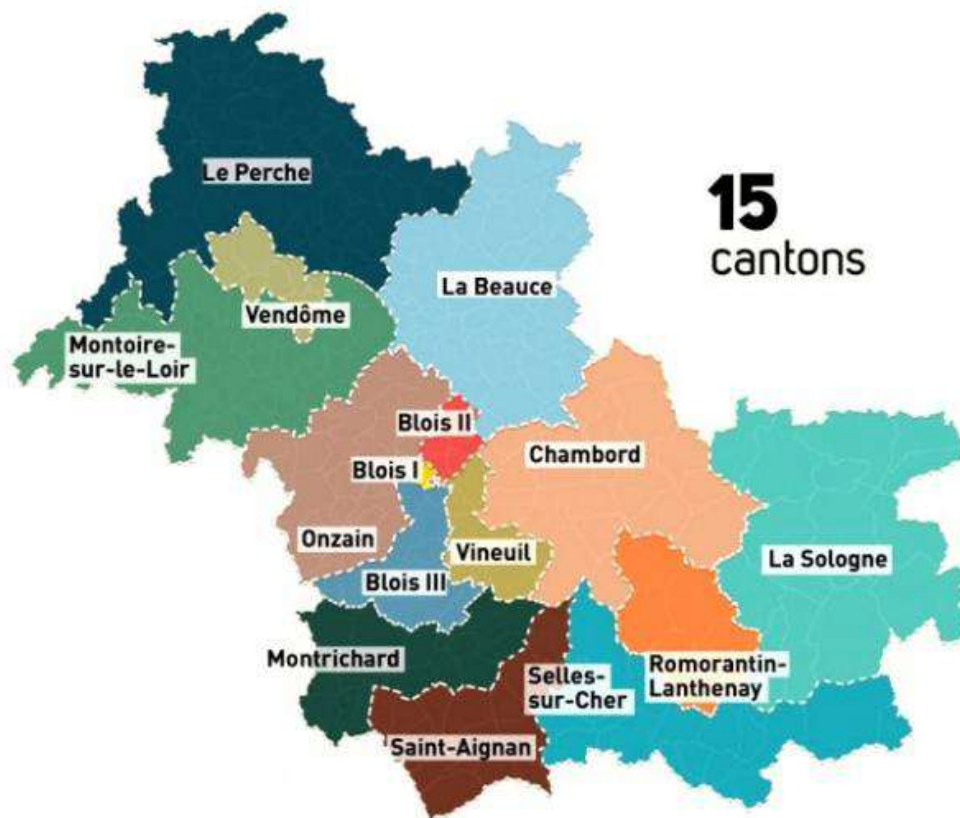 Le Perche
15
cantons
La Beauce
Vendôme
Montoire-
sur-le-Loir
Blois II
Chambord
Blois I
Onzain
Vineuil
La Sologne
Blois III
Montrichard
Romorantin-
Lanthenay
Selles-
sur-Cher
Saint-Aignan